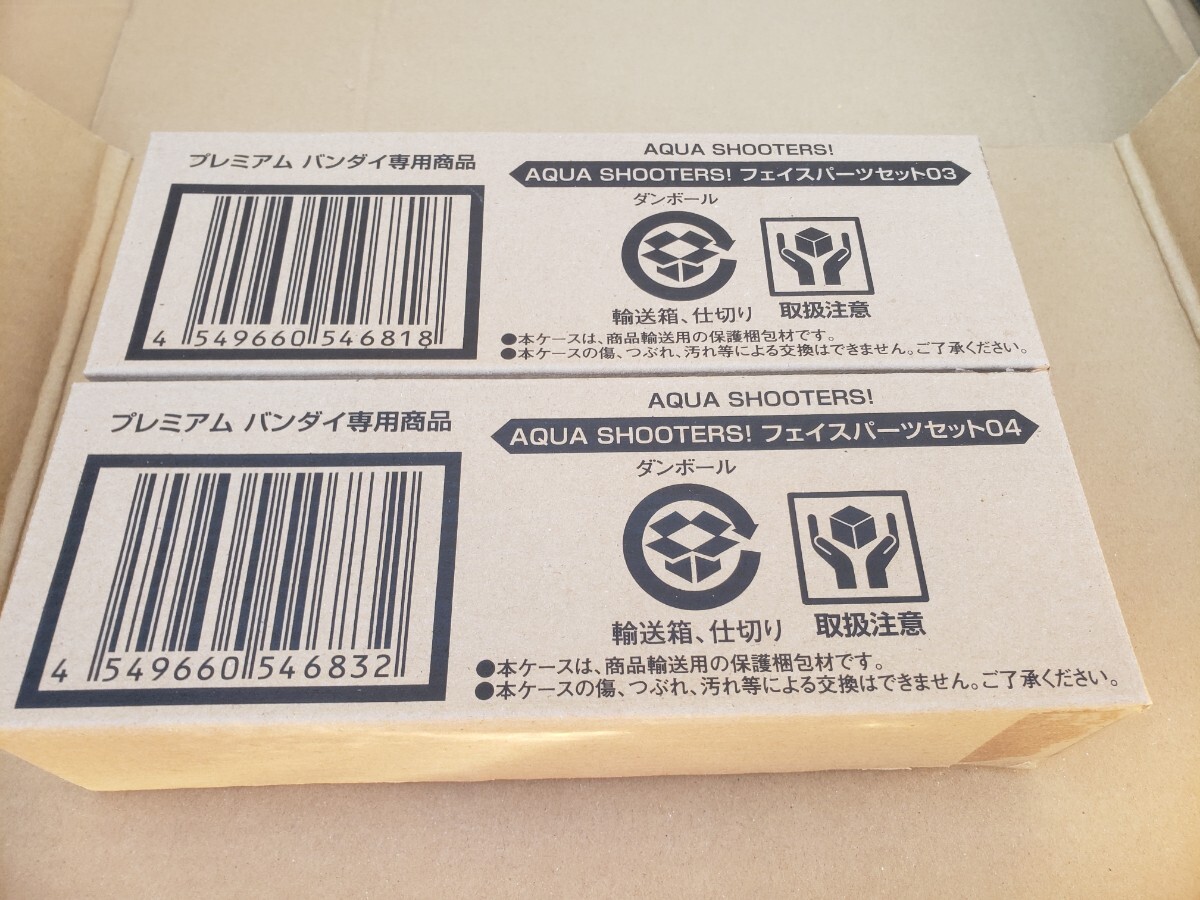 プレミアム バンダイ専用商品
4 549660 546818
AQUA SHOOTERS!
AQUA SHOOTERS! フェイスパーツセット03
ダンボール
輸送箱、仕切り
取扱注意
●本ケースは、商品輸送用の保護梱包材です。
●本ケースの傷、つぶれ、汚れ等による交換はできません。ご了承ください。
プレミアム バンダイ専用商品
4 549660 546832
AQUA SHOOTERS!
AQUA SHOOTERS! フェイスパーツセット04
ダンボール
輸送箱、仕切り
取扱注意
●本ケースは、商品輸送用の保護梱包材です。
●本ケースの傷、つぶれ、汚れ等による交換はできません。ご了承ください。